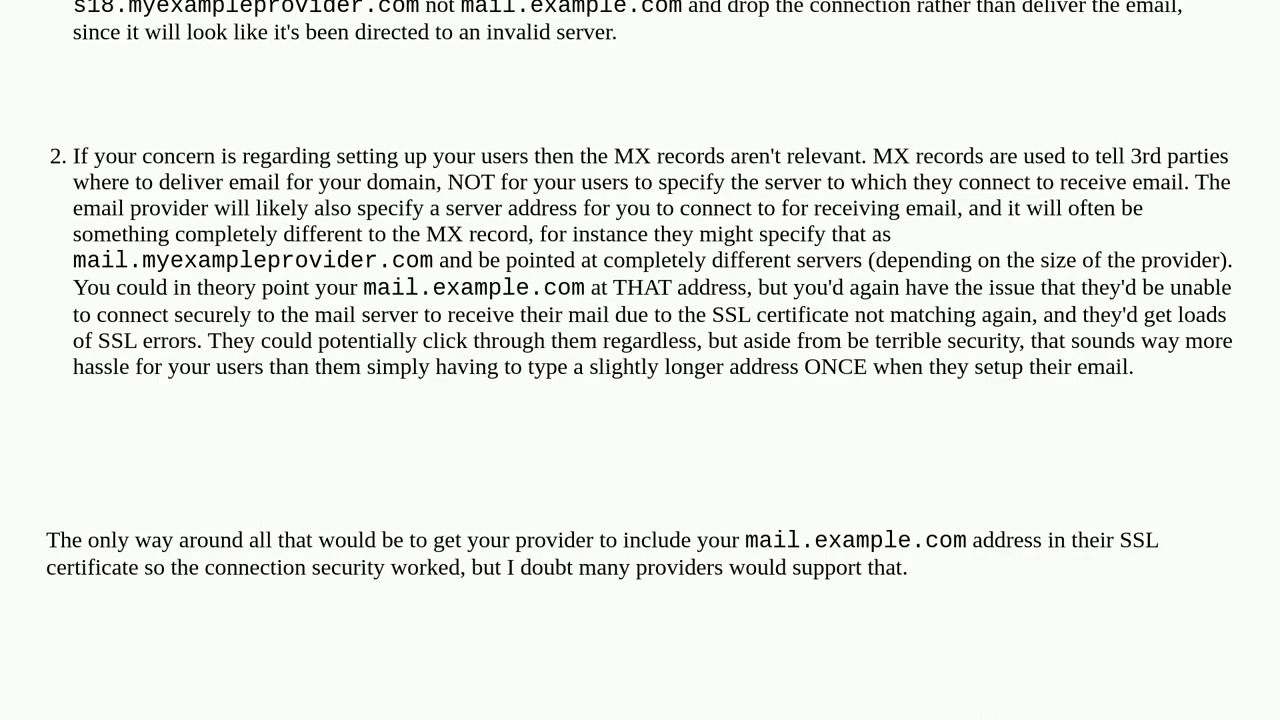 s18.myexampleprovider.com not mail.example.com and drop the connection rather than deliver the email,
since it will look like it's been directed to an invalid server.
2. If your concern is regarding setting up your users then the MX records aren't relevant. MX records are used to tell 3rd parties
where to deliver email for your domain, NOT for your users to specify the server to which they connect to receive email. The
email provider will likely also specify a server address for you to connect to for receiving email, and it will often be
something completely different to the MX record, for instance they might specify that as
mail.myexampleprovider.com and be pointed at completely different servers (depending on the size of the provider).
You could in theory point your mail.example.com at THAT address, but you'd again have the issue that they'd be unable
to connect securely to the mail server to receive their mail due to the SSL certificate not matching again, and they'd get loads
of SSL errors. They could potentially click through them regardless, but aside from be terrible security, that sounds way more
hassle for your users than them simply having to type a slightly longer address ONCE when they setup their email.
The only way around all that would be to get your provider to include your mail.example.com address in their SSL
certificate so the connection security worked, but I doubt many providers would support that.